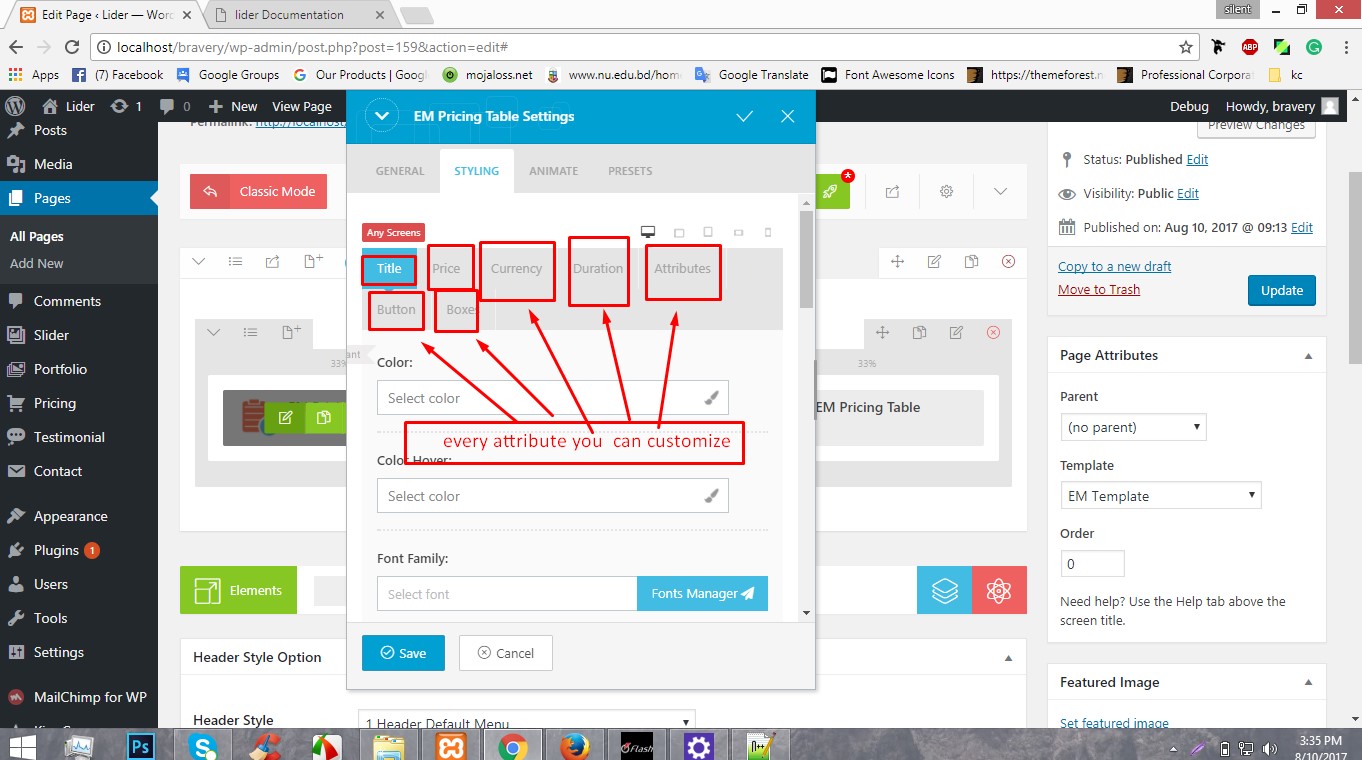 Edit Page ‹ Lider — Wor
lider Documentation
silent
localhost/bravery/wp-admin/post.php?post=159&action=edit#
ABP
Apps
(7) Facebook
Google Groups
Our Products | Googl
mojaloss.net
www.nu.edu.bd/hom
Google Translate
Font Awesome Icons
https://themeforest.n
Professional Corporat
kc
Lider
1
0
New
View Page
Debug
Howdy, bravery
EM Pricing Table Settings
GENERAL
STYLING
ANIMATE
PRESETS
Posts
Media
Pages
All Pages
Add New
Comments
Slider
Portfolio
Pricing
Testimonial
Contact
Appearance
Plugins 1
Users
Tools
Settings
MailChimp for WP
Permalink: http://localhost
Classic Mode
Any Screens
Title
Price
Currency
Duration
Attributes
Button
Boxes
ant
33%
Color:
Select color
every attribute you can customize
Color Hover:
Select color
Font Family:
Select font
Fonts Manager
Save
Cancel
33%
EM Pricing Table
Elements
Header Style Option
Header Style
1 Header Default Menu
Preview Changes
Status: Published Edit
Visibility: Public Edit
Published on: Aug 10, 2017 @ 09:13 Edit
Copy to a new draft
Move to Trash
Update
Page Attributes
Parent
(no parent)
Template
EM Template
Order
0
Need help? Use the Help tab above the
screen title.
Featured Image
Set featured image
Ps
Flash
3:35 PM
8/10/2017